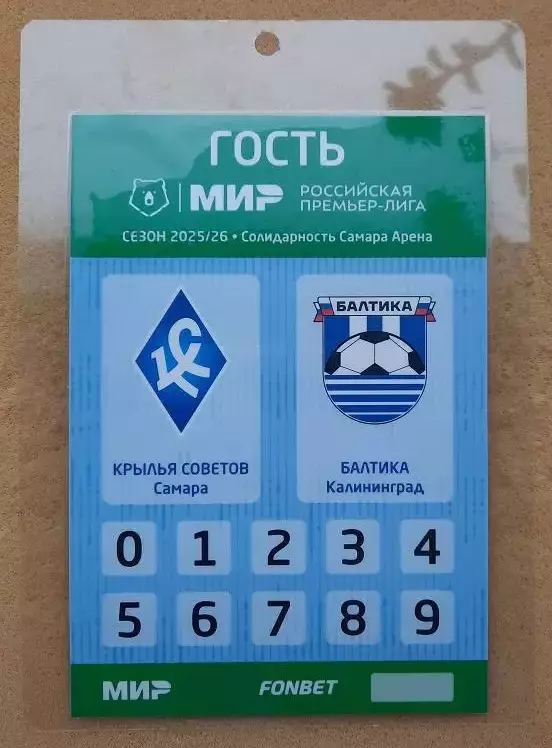 ГОСТЬ
МИР РОССИЙСКАЯ
ПРЕМЬЕР-ЛИГА
СЕЗОН 2025/26 • Солидарность Самара Арена
КС
БАЛТИКА
КРЫЛЬЯ СОВЕТОВ
Самара
БАЛТИКА
Калининград
0 1 2 3 4
5 6 7 8 9
МИР FONBET